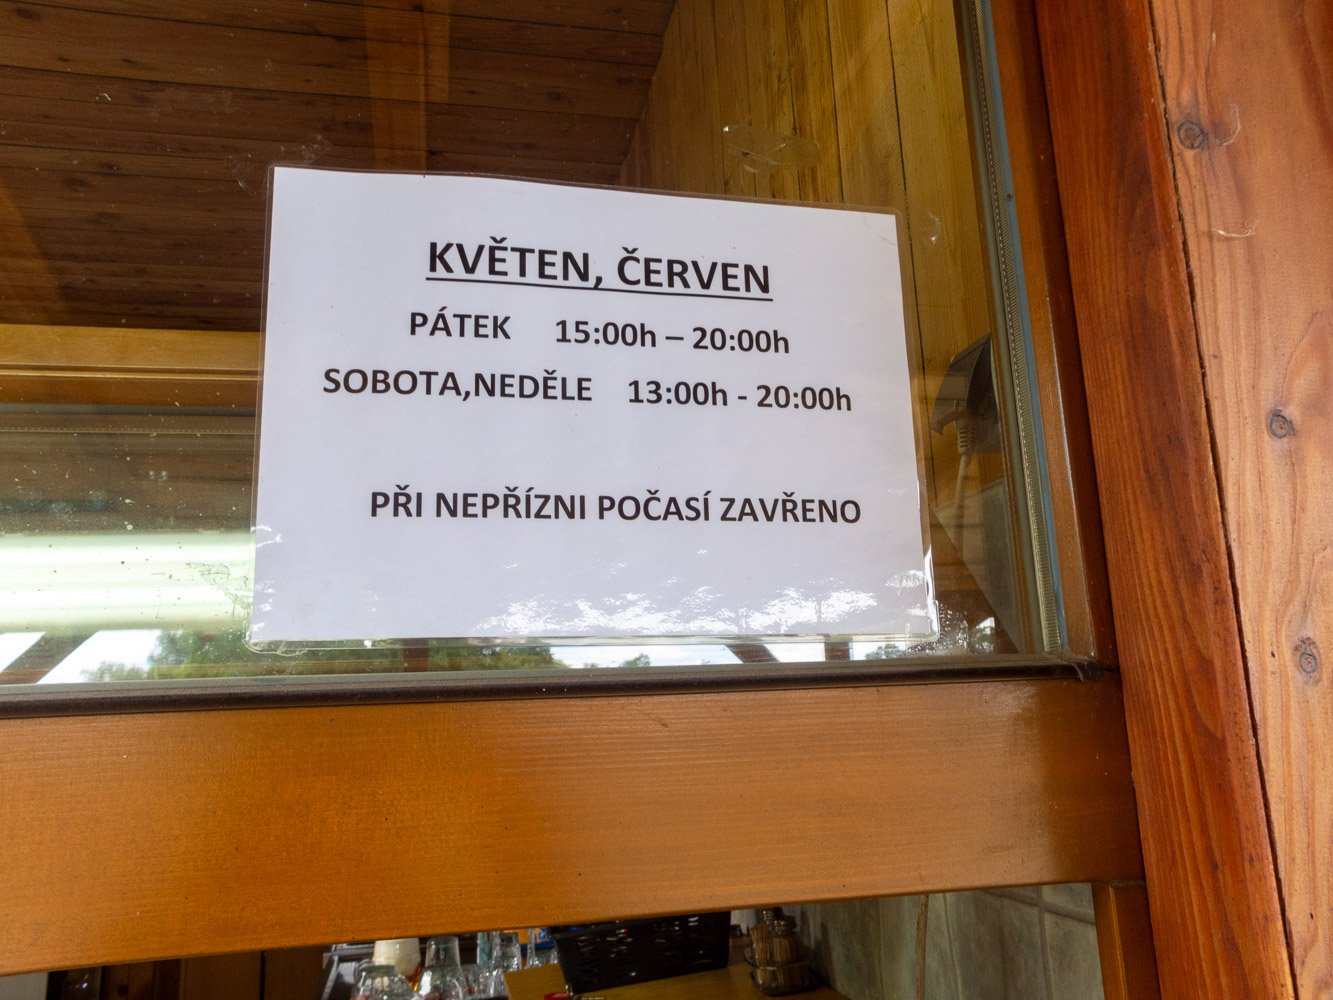 KVĚTEN, ČERVEN
PÁTEK 15:00h – 20:00h
SOBOTA,NEDĚLE 13:00h - 20:00h
PŘI NEPŘÍZNI POČASÍ ZAVŘENO